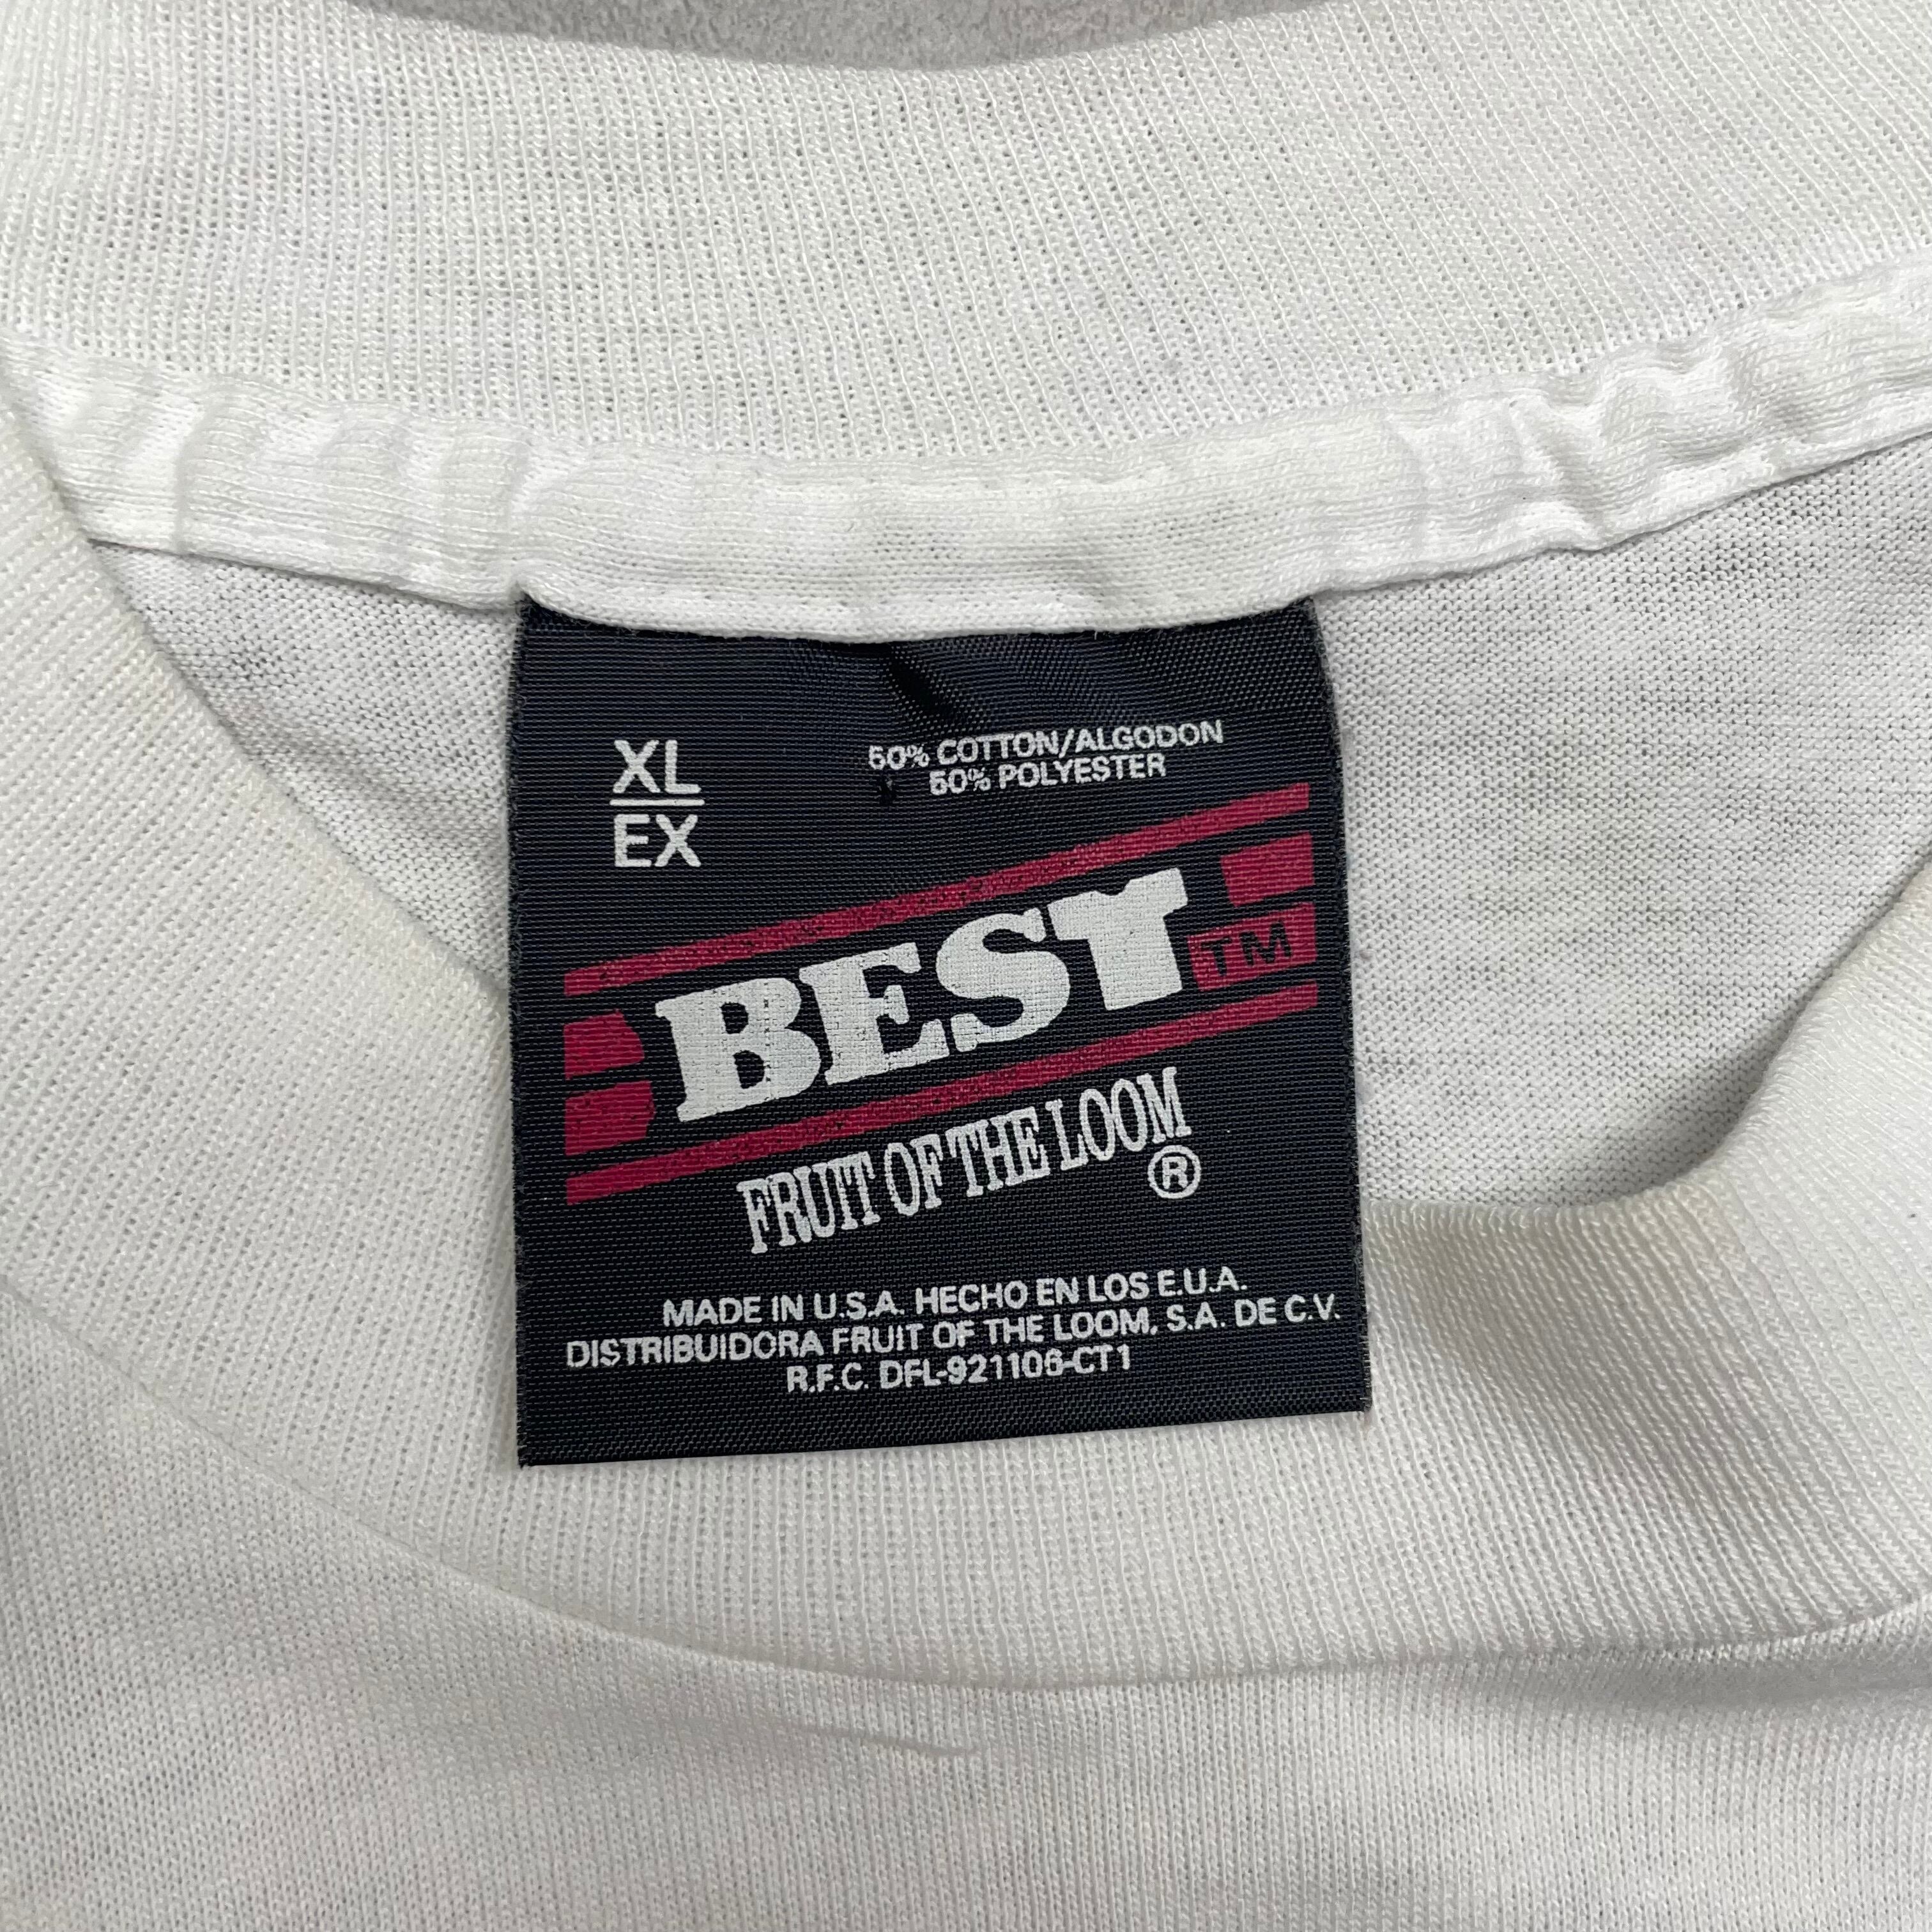 XL
EX
50% COTTON/ALGODON
50% POLYESTER
BEST TM
FRUIT OF THE LOOM ®
MADE IN U.S.A. HECHO EN LOS E.U.A.
DISTRIBUIDORA FRUIT OF THE LOOM, S.A. DE C.V.
R.F.C. DFL-921106-CT1